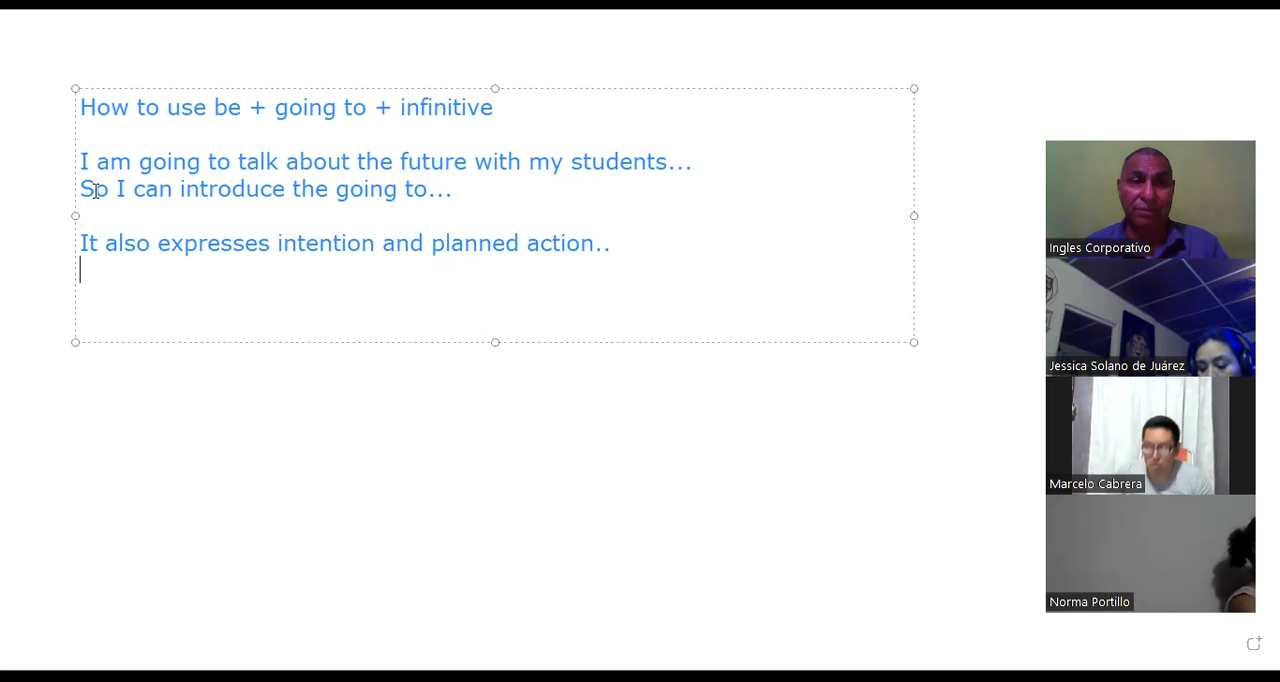 How to use be + going to + infinitive
I am going to talk about the future with my students...
So I can introduce the going to...
It also expresses intention and planned action..
Ingles Corporativo
Jessica Solano de Juárez
Marcelo Cabrera
Norma Portillo